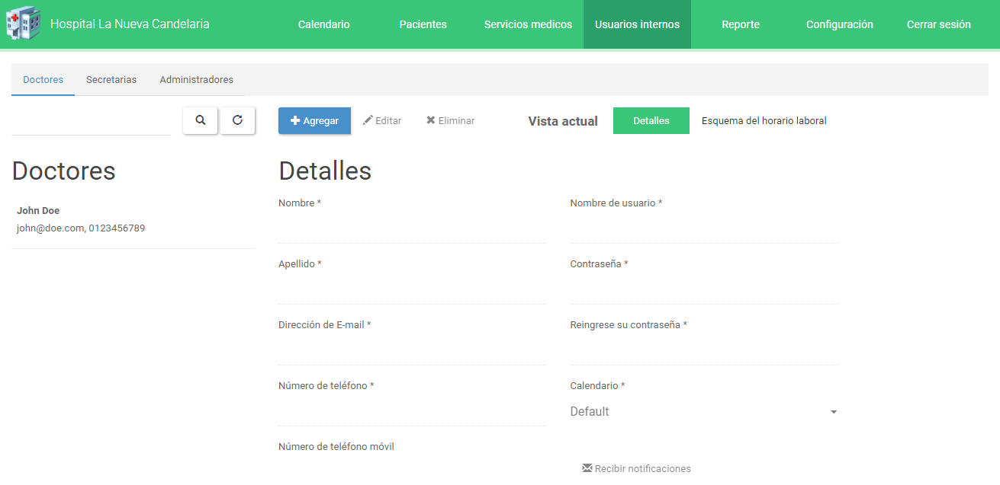 Hospital La Nueva Candelaria
Calendario
Pacientes
Servicios medicos
Usuarios internos
Reporte
Configuración
Cerrar sesión
Doctores
Secretarias
Administradores
Agregar
Editar
Eliminar
Vista actual
Detalles
Esquema del horario laboral
Doctores
John Doe
john@doe.com, 0123456789
Detalles
Nombre *
Nombre de usuario *
Apellido *
Contraseña *
Dirección de E-mail *
Reingrese su contraseña *
Número de teléfono *
Calendario *
Default
Número de teléfono móvil
Recibir notificaciones